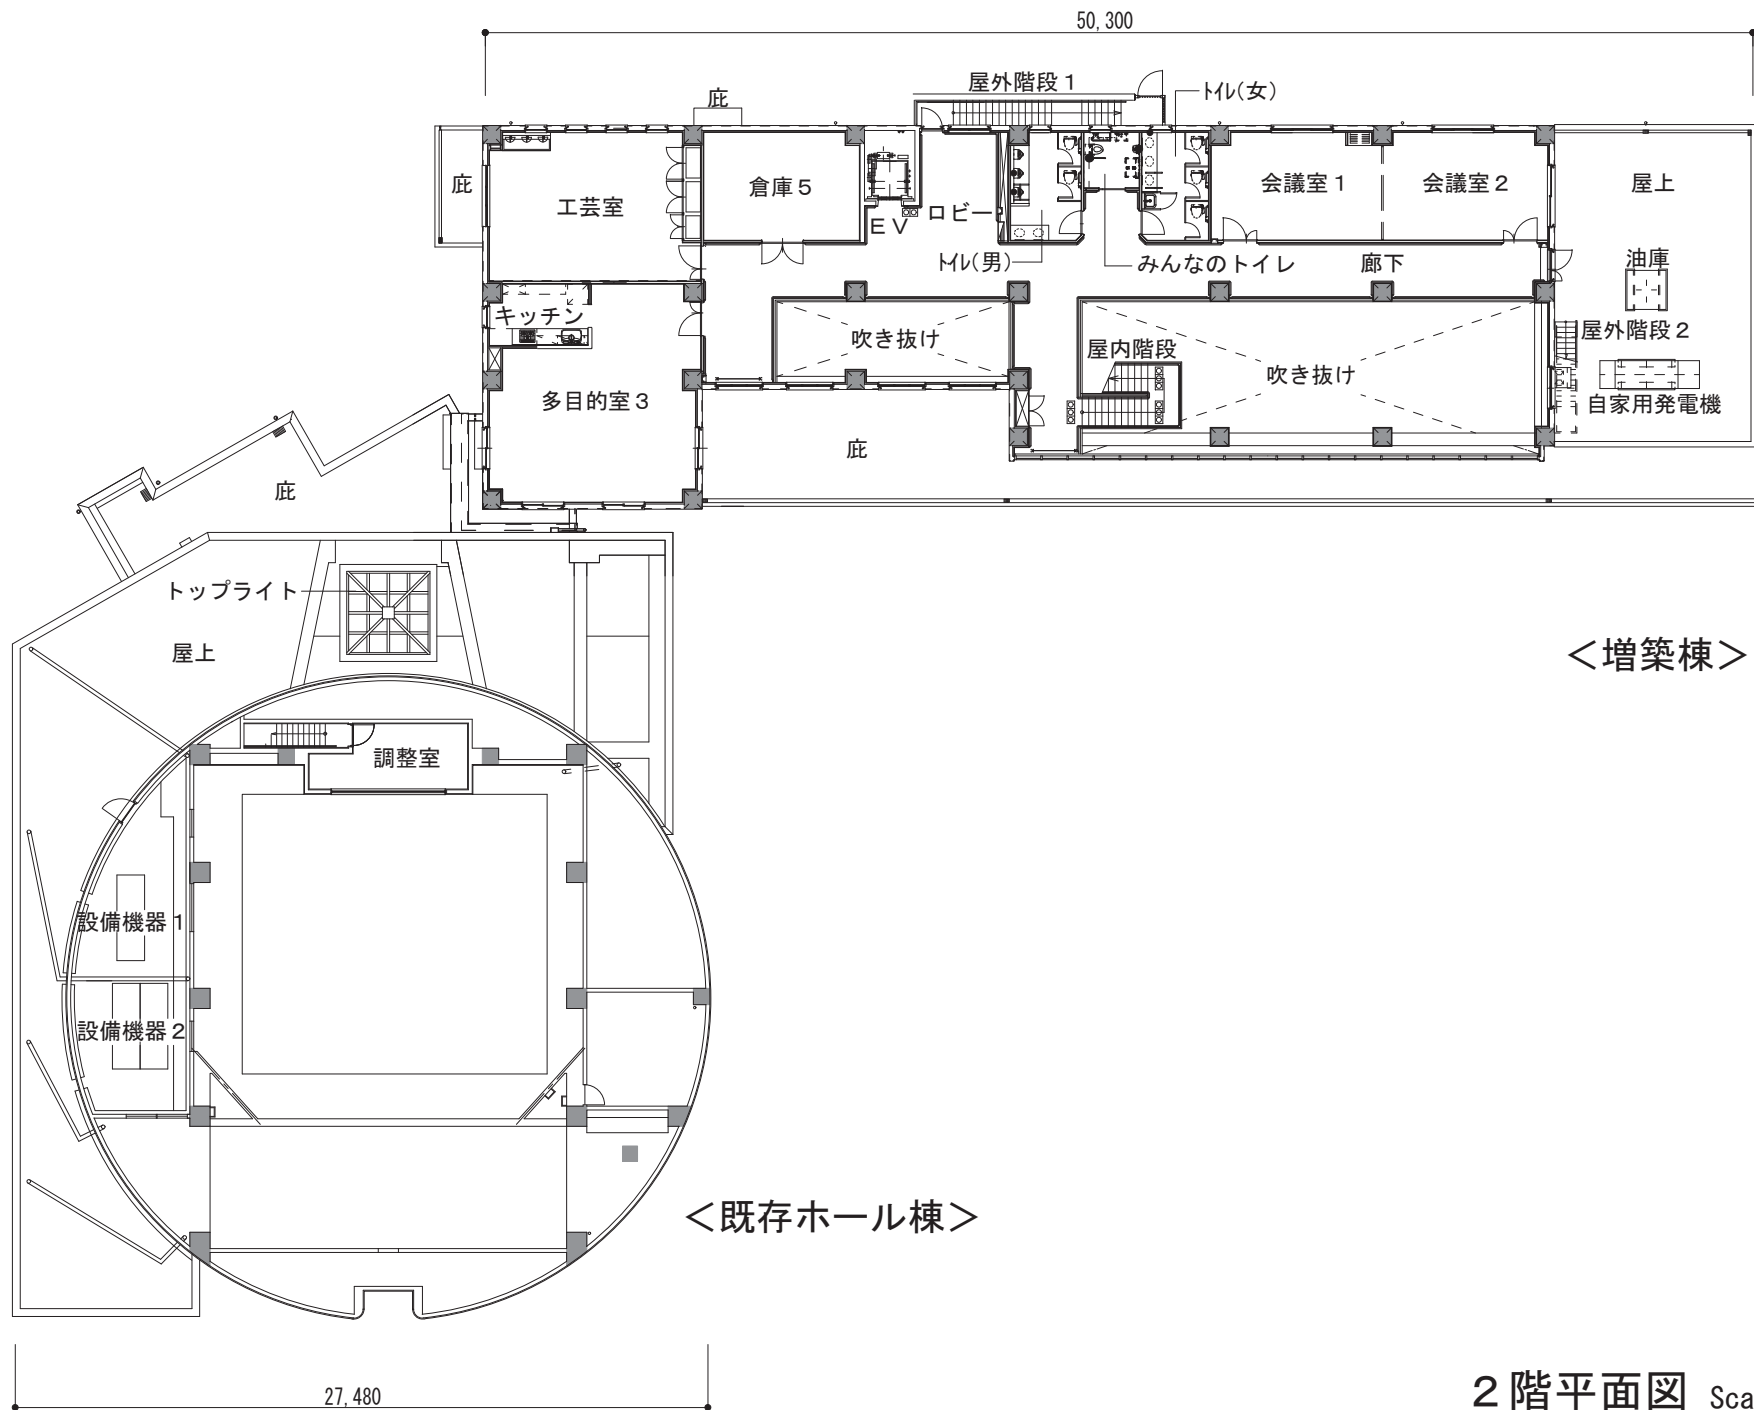 50,300
屋外階段1
ﾄｲﾚ(女)
庇
庇
工芸室
倉庫5
EV
ロビー
会議室1
会議室2
屋上
ﾄｲﾚ(男)
みんなのトイレ
廊下
油庫
キッチン
吹き抜け
屋内階段
吹き抜け
屋外階段2
自家用発電機
多目的室3
庇
庇
トップライト
屋上
<増築棟>
調整室
設備機器1
設備機器2
<既存ホール棟>
27,480
2階平面図 Sca